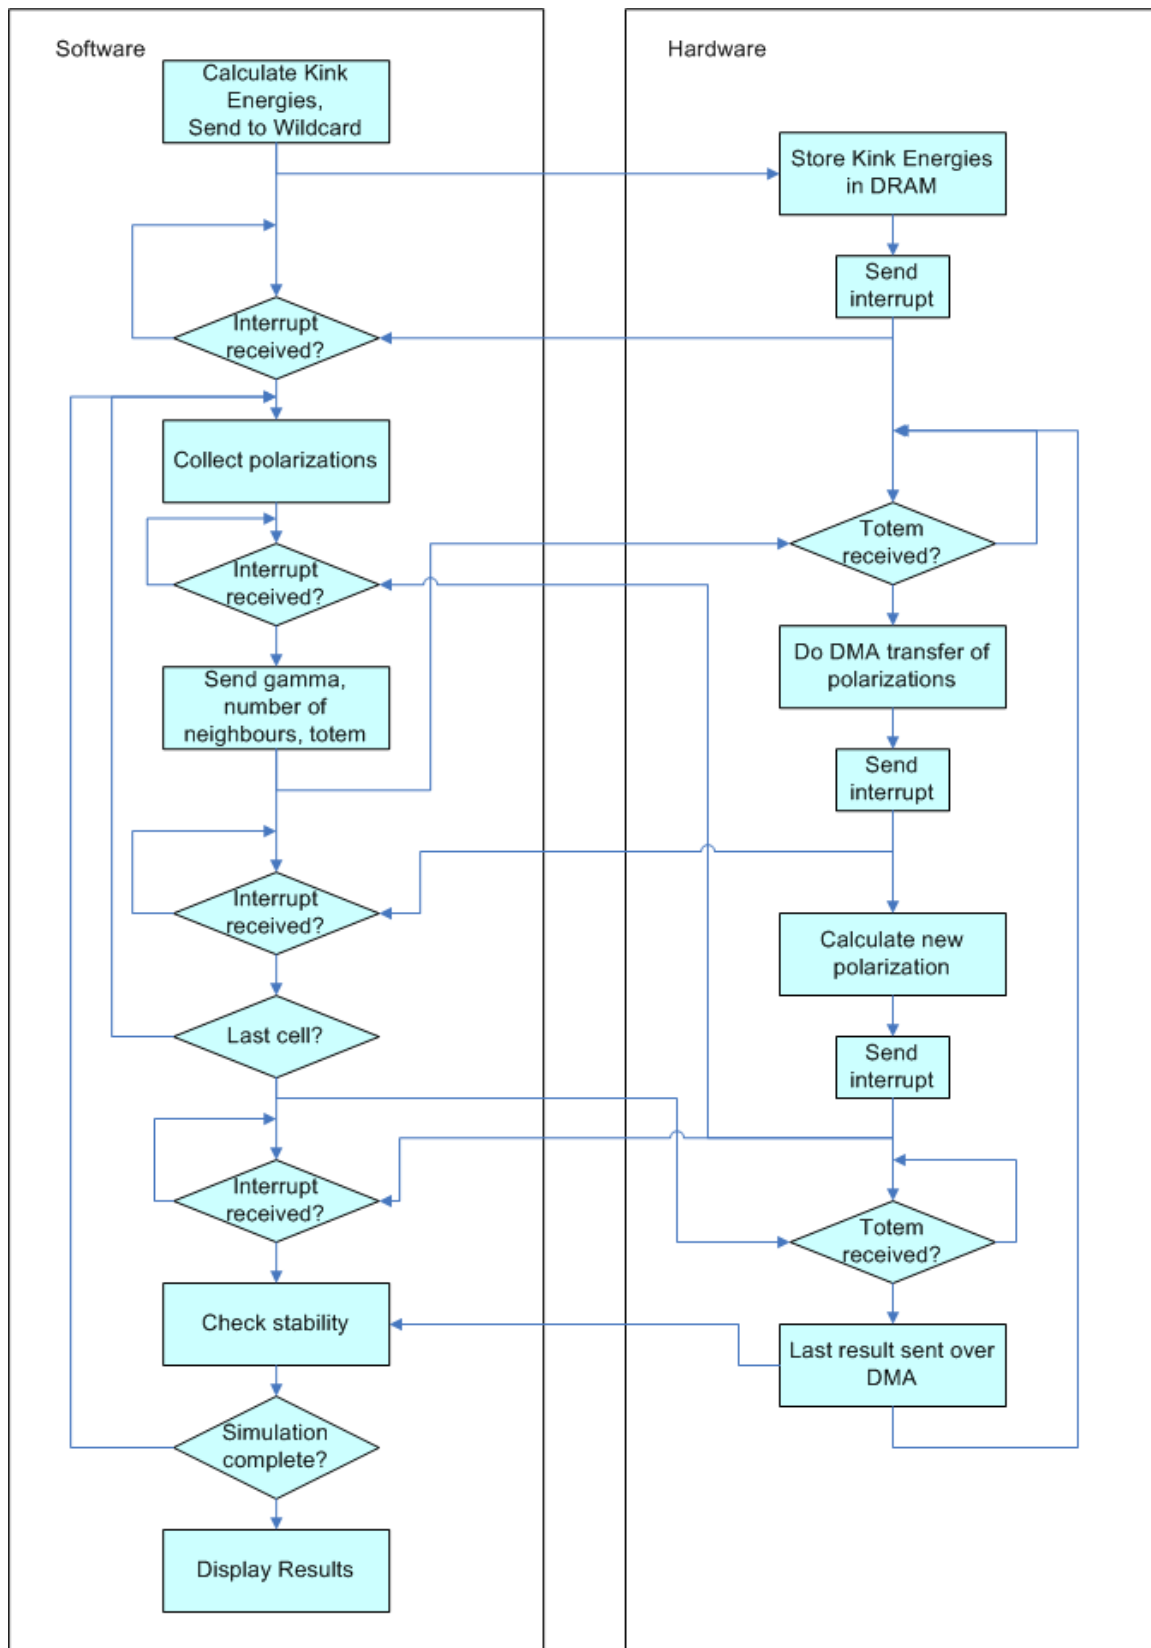 Software
Calculate Kink
Energies,
Send to Wildcard
Interrupt
received?
Collect polarizations
Interrupt
received?
Send gamma,
number of
neighbours, totem
Interrupt
received?
Last cell?
Interrupt
received?
Check stability
Simulation
complete?
Display Results
Hardware
Store Kink Energies
in DRAM
Send
interrupt
Totem
received?
Do DMA transfer of
polarizations
Send
interrupt
Calculate new
polarization
Send
interrupt
Totem
received?
Last result sent over
DMA